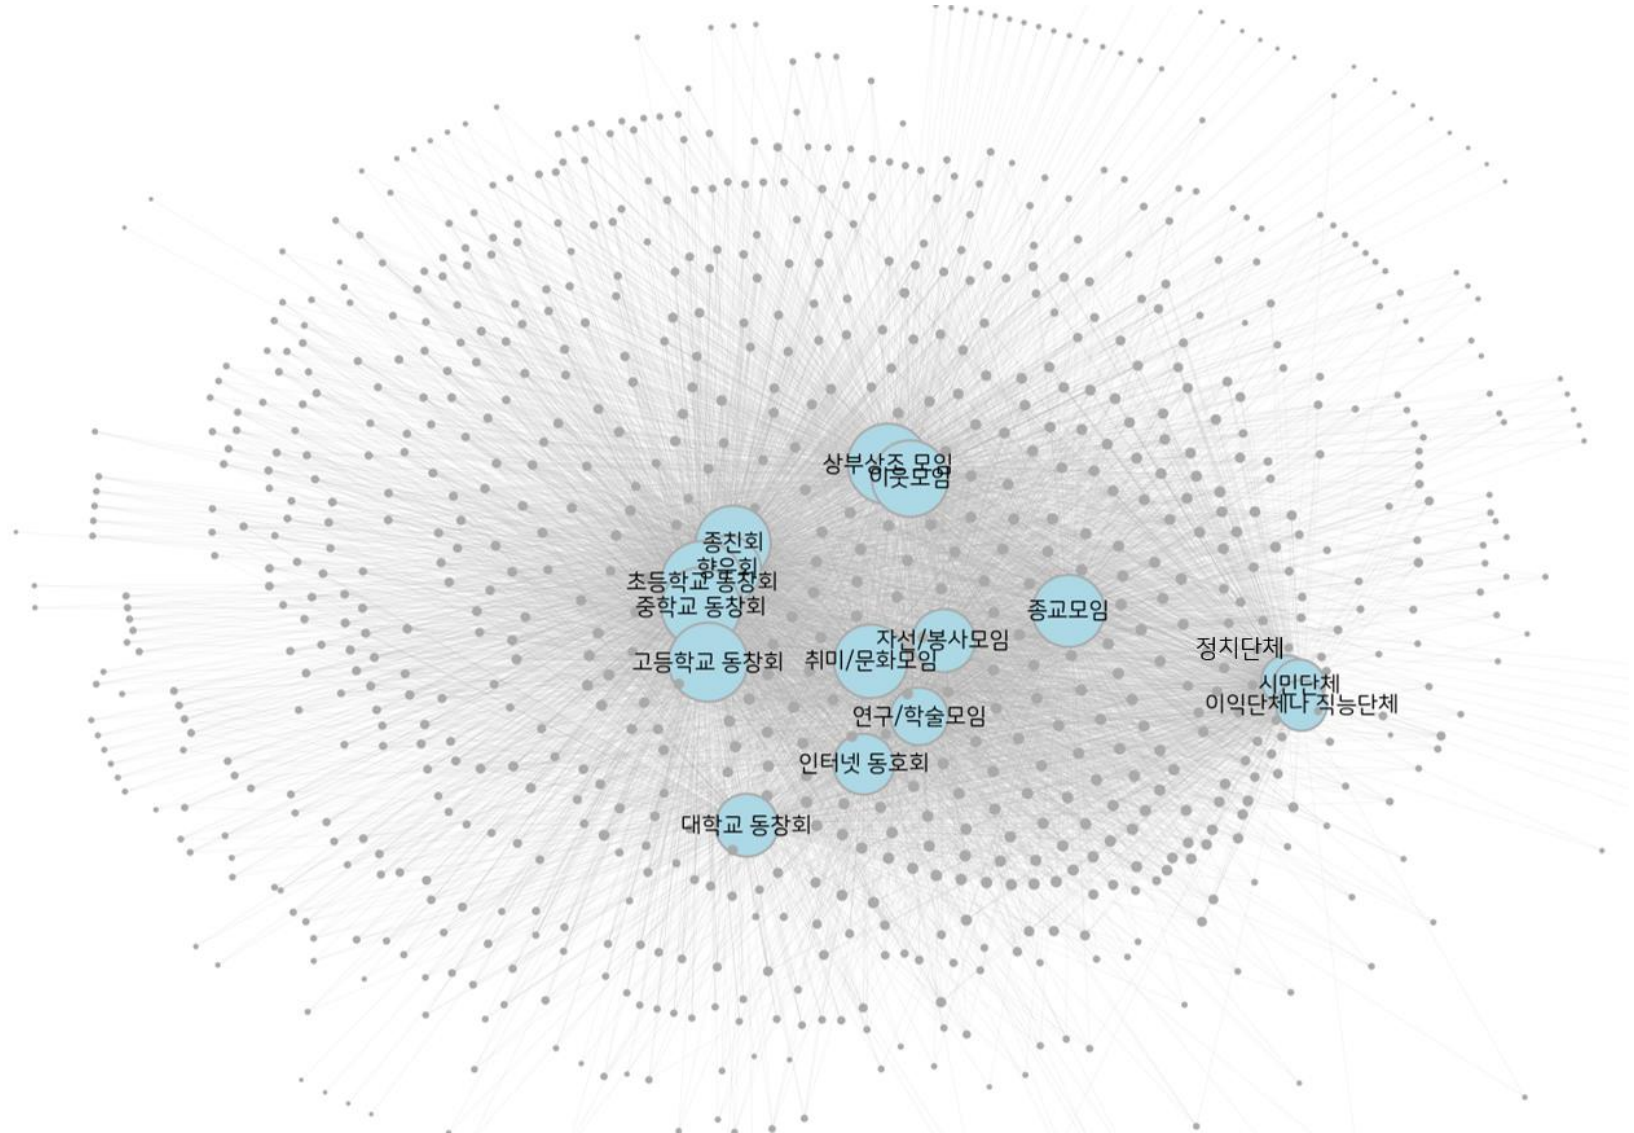 상부상조 모임
이웃모임
종친회
향우회
초등학교 동창회
중학교 동창회
고등학교 동창회
종교모임
자선/봉사모임
취미/문화모임
정치단체
시민단체
이익단체나 직능단체
연구/학술모임
인터넷 동호회
대학교 동창회